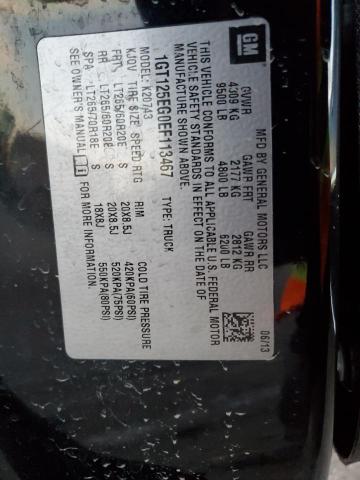 GM
MFD BY GENERAL MOTORS LLC
06/13
GVWR GAWR FRT GAWR RR
4309 KG 2177 KG 2812 KG
9500 LB 4800 LB 6200 LB
THIS VEHICLE CONFORMS TO ALL APPLICABLE U.S. FEDERAL MOTOR
VEHICLE SAFETY STANDARDS IN EFFECT ON THE DATE OF
MANUFACTURE SHOWN ABOVE.
1GT125EG0EF113467 TYPE: TRUCK
MODEL: K20743
KJQV TIRE SIZE SPEED RTG RIM COLD TIRE PRESSURE
FRT LT265/60R20E S 20X8.5J 420KPA(60PSI)
RR LT265/60R20E S 20X8.5J 520KPA(75PSI)
SPA LT265/70R18E S 18X8J 550KPA(80PSI)
SEE OWNER'S MANUAL FOR MORE INFORMATION.